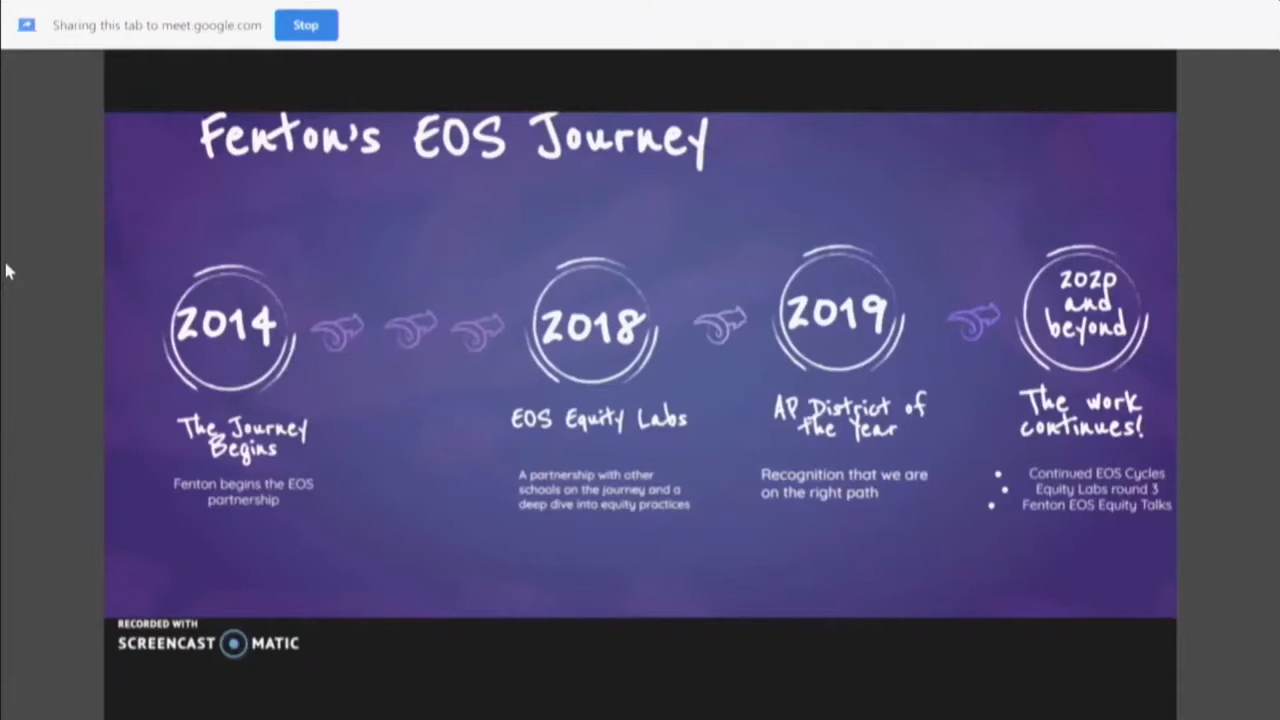 Sharing this tab to meet.google.com
Stop
Fenton's EOS Journey
2014
The Journey
Begins
Fenton begins the EOS
partnership
2018
EOS Equity Labs
A partnership with other
schools on the journey and a
deep dive into equity practices
2019
AP District of
the Year
Recognition that we are
on the right path
2020
and
beyond
The work
continues!
Continued EOS Cycles
Equity Labs round 3
Fenton EOS Equity Talks
RECORDED WITH
SCREENCAST MATIC